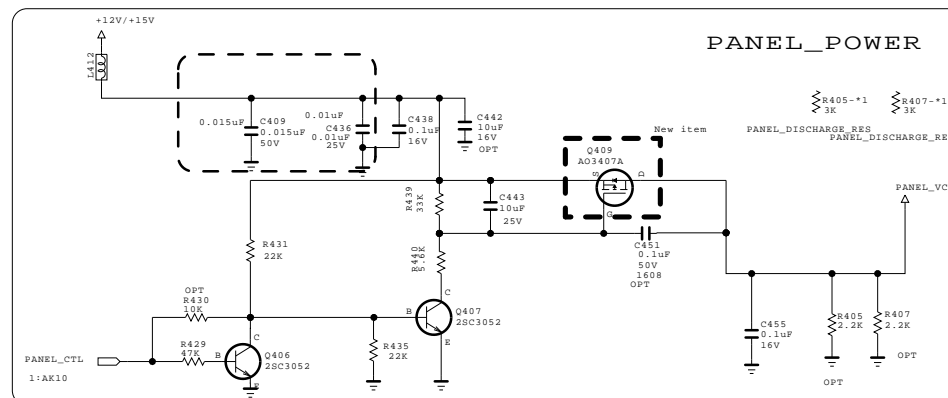 +12V/+15V
PANEL_POWER
L412
0.015uF
C409
0.015uF
50V
0.01uF
C436
0.01uF
25V
C438
0.1uF
16V
C442
10uF
16V
OPT
R405-*1
3K
R407-*1
3K
PANEL_DISCHARGE_RES
PANEL_DISCHARGE_RE
New item
Q409
AO3407A
S
D
G
PANEL_VC
R439
33K
C443
10uF
25V
R431
22K
R440
5.6K
C451
0.1uF
50V
1608
OPT
OPT
R430
10K
C
B
Q407
2SC3052
E
R429
47K
C
B
Q406
2SC3052
E
R435
22K
PANEL_CTL
1:AK10
C455
0.1uF
16V
R405
2.2K
OPT
R407
2.2K
OPT